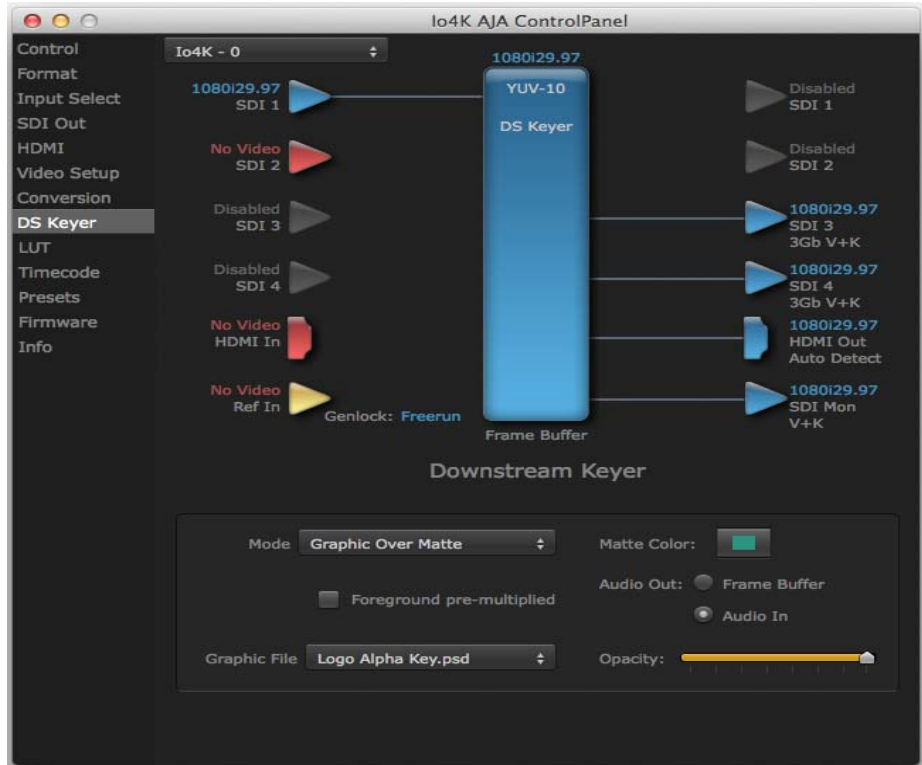 Io4K AJA ControlPanel
Control
Format
Input Select
SDI Out
HDMI
Video Setup
Conversion
DS Keyer
LUT
Timecode
Presets
Firmware
Info
Io4K - 0
1080i29.97
SDI 1
No Video
SDI 2
Disabled
SDI 3
Disabled
SDI 4
No Video
HDMI In
No Video
Ref In
Genlock: Freerun
1080i29.97
YUV-10
DS Keyer
Frame Buffer
Disabled
SDI 1
Disabled
SDI 2
1080i29.97
SDI 3
3Gb V+K
1080i29.97
SDI 4
3Gb V+K
1080i29.97
HDMI Out
Auto Detect
1080i29.97
SDI Mon
V+K
Downstream Keyer
Mode Graphic Over Matte
Foreground pre-multiplied
Graphic File Logo Alpha Key.psd
Matte Color:
Audio Out: Frame Buffer
Audio In
Opacity: